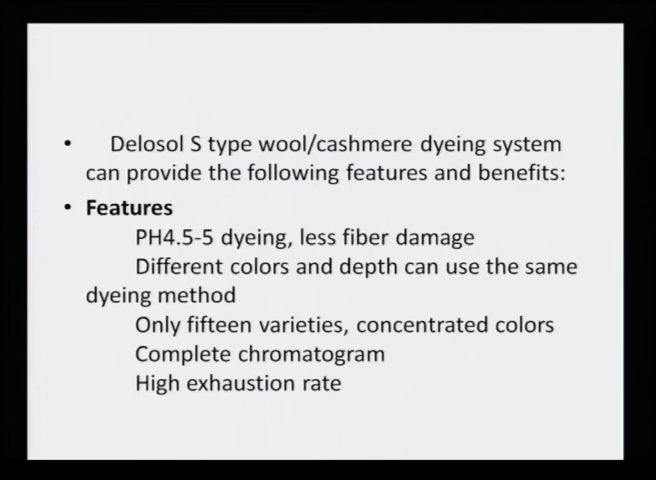 • Delosol S type wool/cashmere dyeing system
can provide the following features and benefits:
• Features
PH4.5-5 dyeing, less fiber damage
Different colors and depth can use the same
dyeing method
Only fifteen varieties, concentrated colors
Complete chromatogram
High exhaustion rate